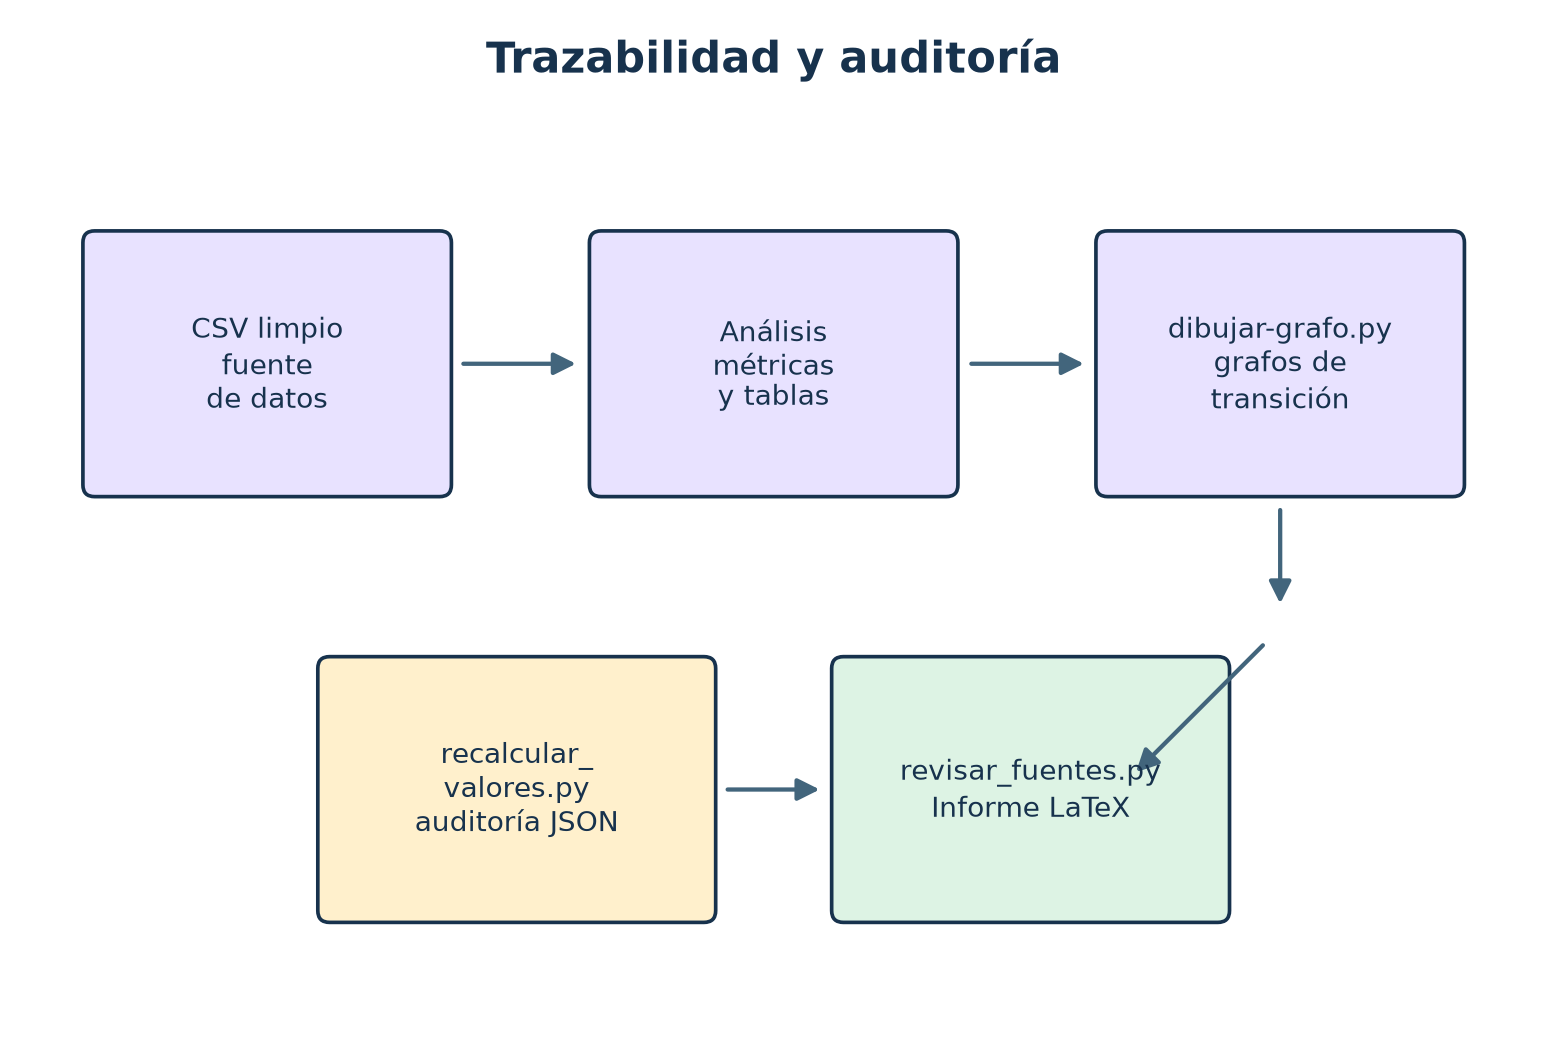 Trazabilidad y auditoría
CSV limpio
fuente
de datos
Análisis
métricas
y tablas
dibujar-grafo.py
grafos de
transición
recalcular_
valores.py
auditoría JSON
revisar_fuentes.py
Informe LaTeX